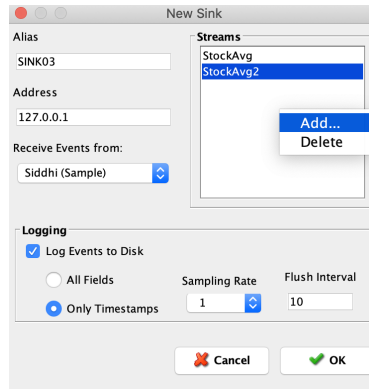 New Sink
Alias
SINK03
Address
127.0.0.1
Receive Events from:
Siddhi (Sample)
Streams
StockAvg
StockAvg2
Add...
Delete
Logging
Log Events to Disk
All Fields
Only Timestamps
Sampling Rate
1
Flush Interval
10
Cancel
OK